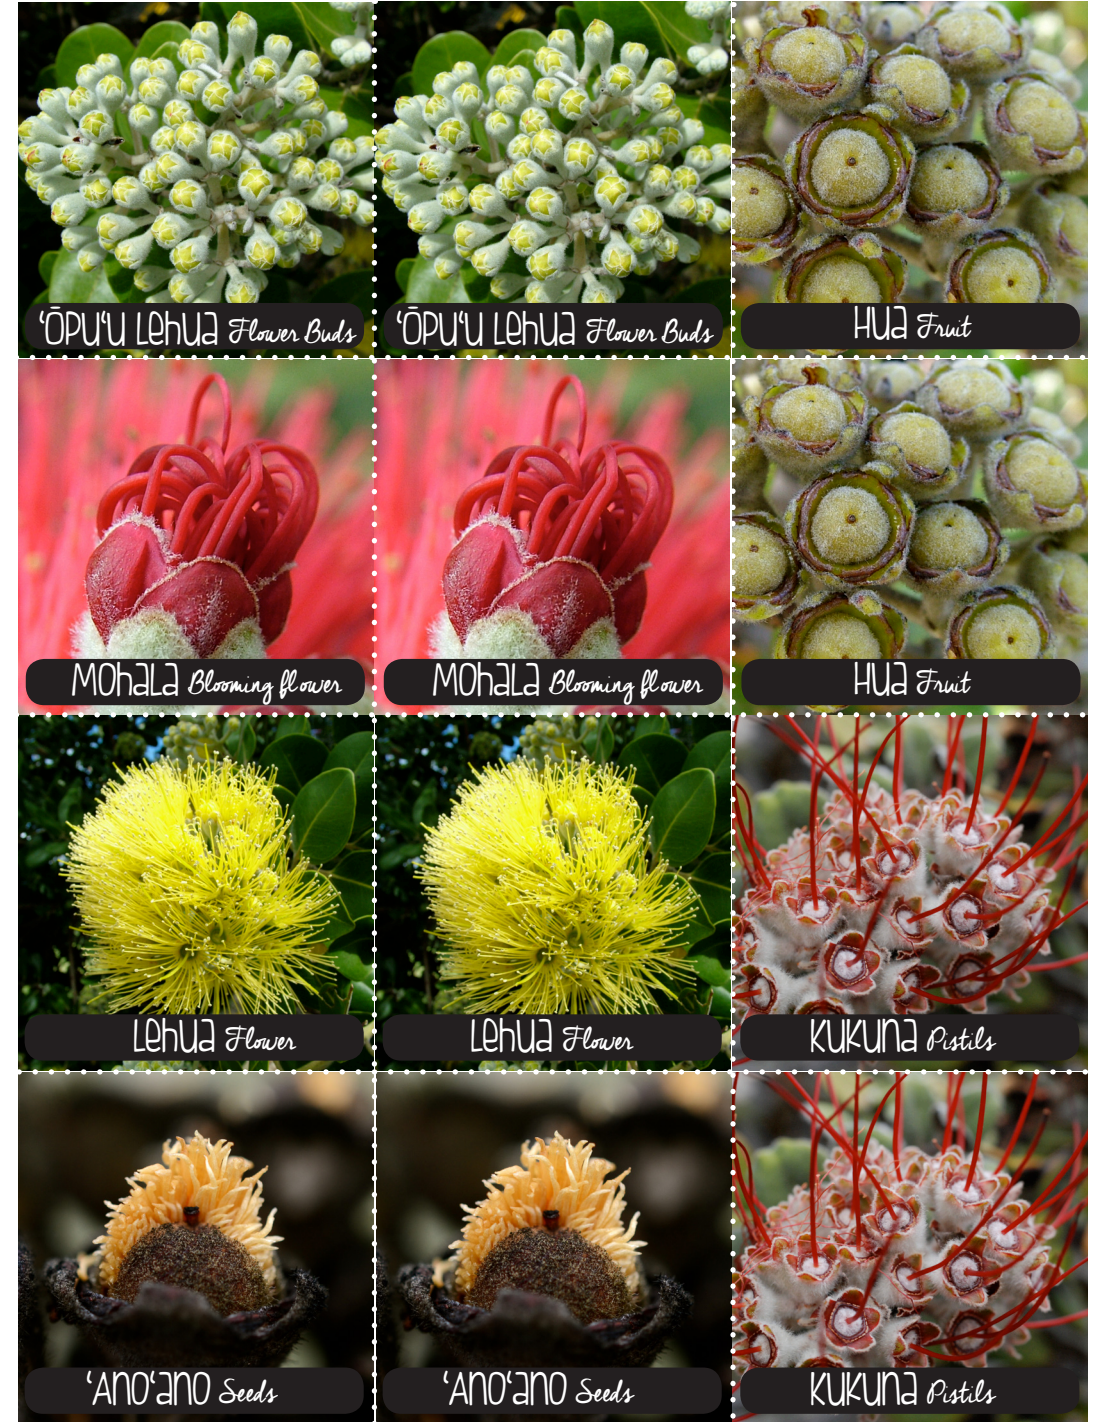 ʻŌpuʻu Lehua Flower Buds
ʻŌpuʻu Lehua Flower Buds
Hua Fruit
Mohala Blooming flower
Mohala Blooming flower
Hua Fruit
Lehua Flower
Lehua Flower
Kukuna Pistils
ʻAnoʻano Seeds
ʻAnoʻano Seeds
Kukuna Pistils